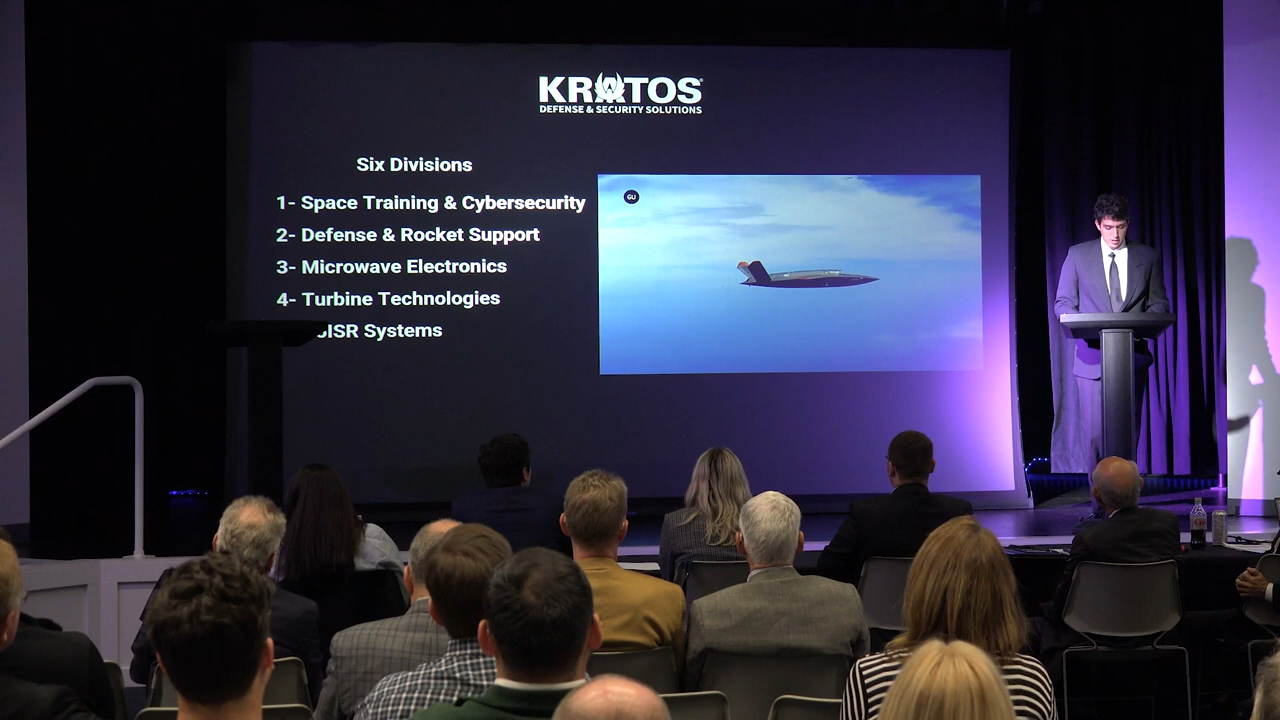 KRATOS
DEFENSE & SECURITY SOLUTIONS
Six Divisions
1- Space Training & Cybersecurity
2- Defense & Rocket Support
3- Microwave Electronics
4- Turbine Technologies
Systems
GU